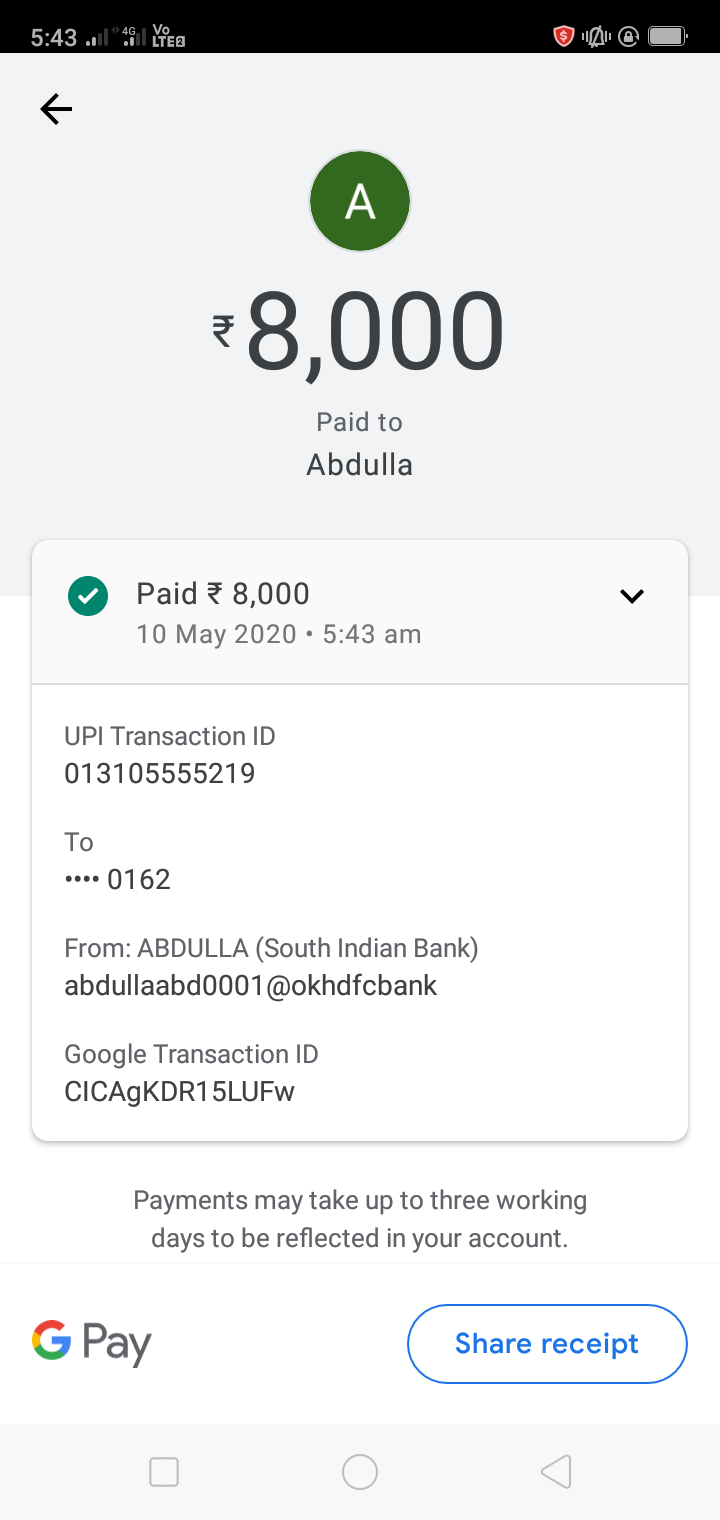 5:43 4G Vo LTE2
A
₹8,000
Paid to
Abdulla
Paid ₹ 8,000
10 May 2020 • 5:43 am
UPI Transaction ID
013105555219
To
•••• 0162
From: ABDULLA (South Indian Bank)
abdullaabd0001@okhdfcbank
Google Transaction ID
CICAgKDR15LUFw
Payments may take up to three working
days to be reflected in your account.
G Pay
Share receipt